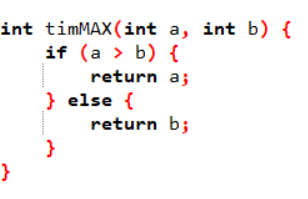 int timMAX(int a, int b) {
    if (a > b) {
        return a;
    } else {
        return b;
    }
}